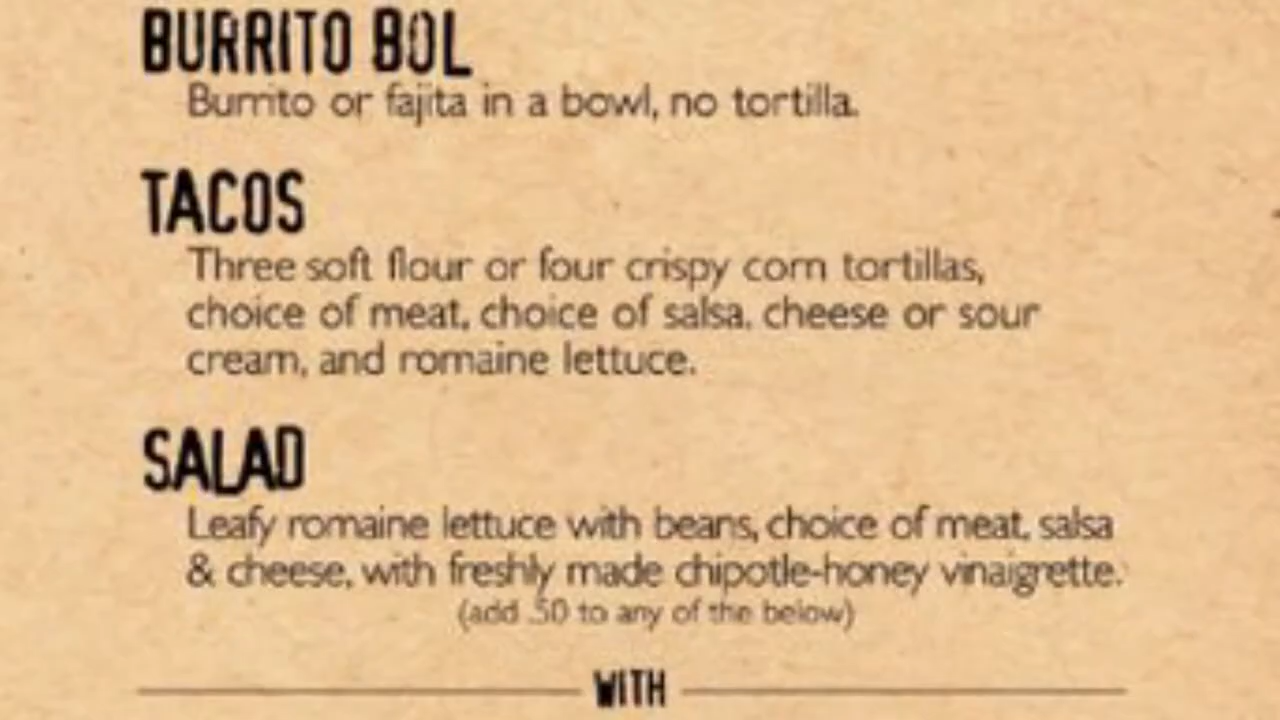 BURRITO BOL
Burrito or fajita in a bowl, no tortilla.
TACOS
Three soft flour or four crispy corn tortillas,
choice of meat, choice of salsa, cheese or sour
cream, and romaine lettuce.
SALAD
Leafy romaine lettuce with beans, choice of meat, salsa
& cheese, with freshly made chipotle-honey vinaigrette.
(add .50 to any of the below)
WITH